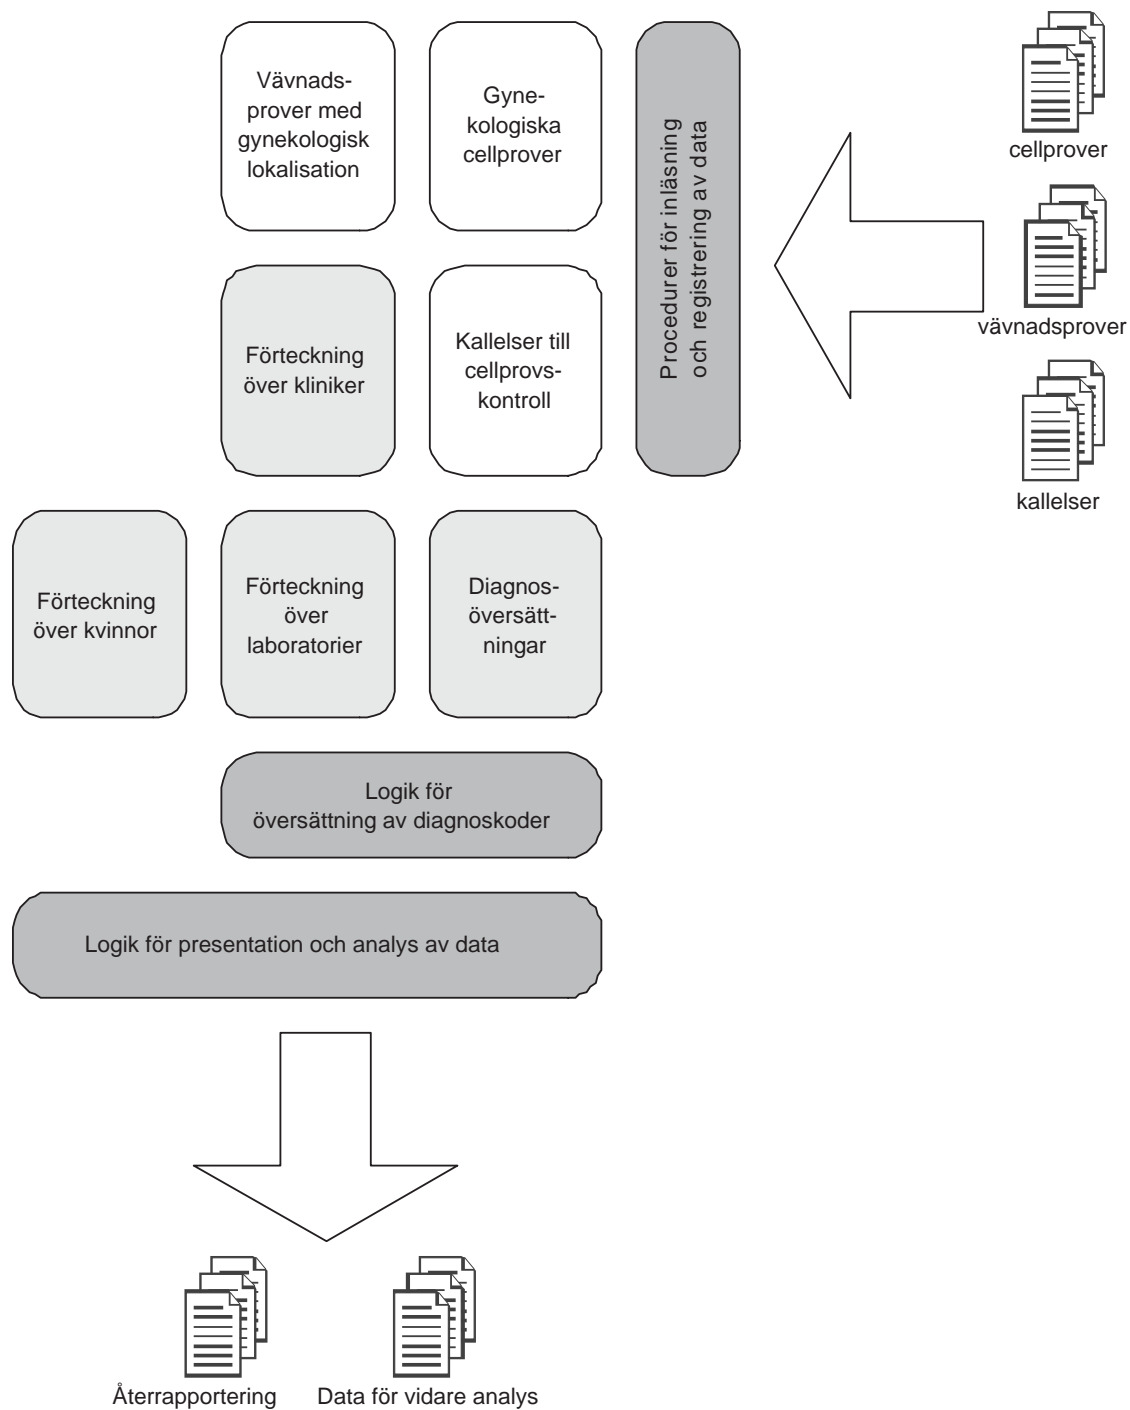 Vävnads-
prover med
gynekologisk
lokalisation
Gyne-
kologiska
cellprover
Procedurer för inläsning
och registrering av data
cellprover
vävnadsprover
kallelser
Förteckning
över kliniker
Kallelser till
cellprovs-
kontroll
Förteckning
över kvinnor
Förteckning
över
laboratorier
Diagnos-
översätt-
ningar
Logik för
översättning av diagnoskoder
Logik för presentation och analys av data
Återrapportering
Data för vidare analys